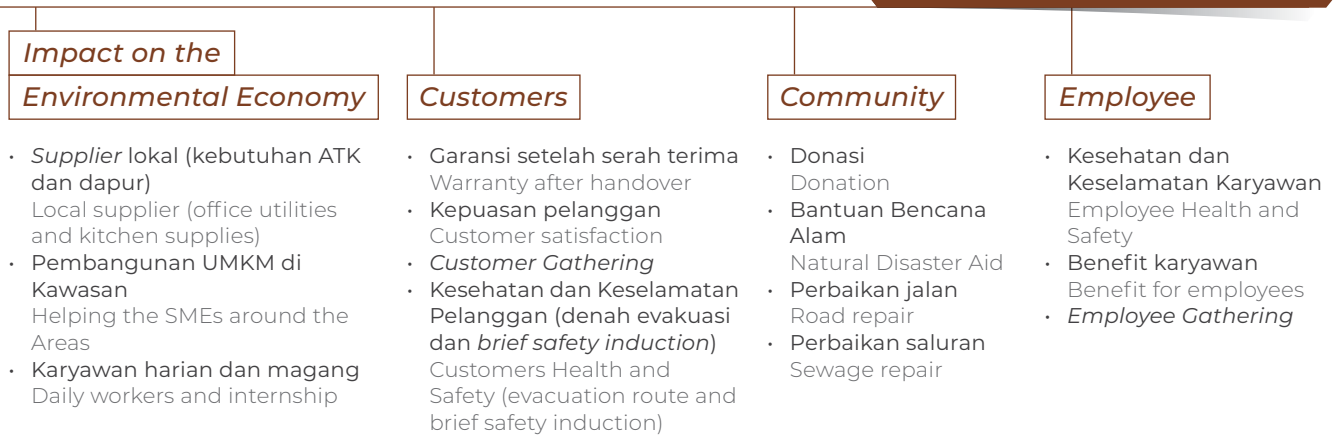 Impact on the
Environmental Economy
• Supplier lokal (kebutuhan ATK
dan dapur)
Local supplier (office utilities
and kitchen supplies)
• Pembangunan UMKM di
Kawasan
Helping the SMEs around the
Areas
• Karyawan harian dan magang
Daily workers and internship
Customers
• Garansi setelah serah terima
Warranty after handover
• Kepuasan pelanggan
Customer satisfaction
• Customer Gathering
• Kesehatan dan Keselamatan
Pelanggan (denah evakuasi
dan brief safety induction)
Customers Health and
Safety (evacuation route and
brief safety induction)
Community
• Donasi
Donation
• Bantuan Bencana
Alam
Natural Disaster Aid
• Perbaikan jalan
Road repair
• Perbaikan saluran
Sewage repair
Employee
• Kesehatan dan
Keselamatan Karyawan
Employee Health and
Safety
• Benefit karyawan
Benefit for employees
• Employee Gathering